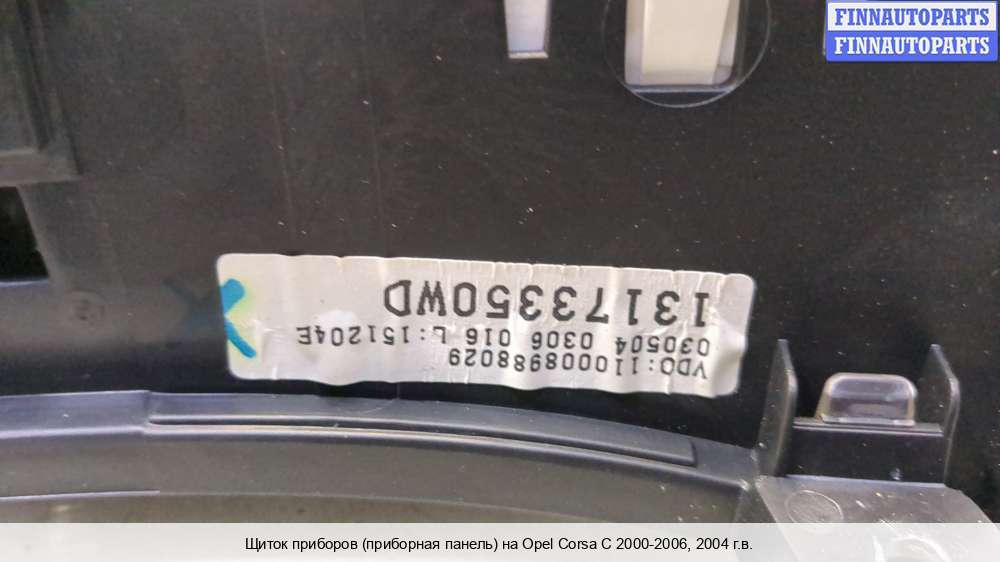 FINNAUTOPARTS
FINNAUTOPARTS
VDO:110008988029
030504 0306 016 L:151204E
13173350WD
Щиток приборов (приборная панель) на Opel Corsa C 2000-2006, 2004 г.в.